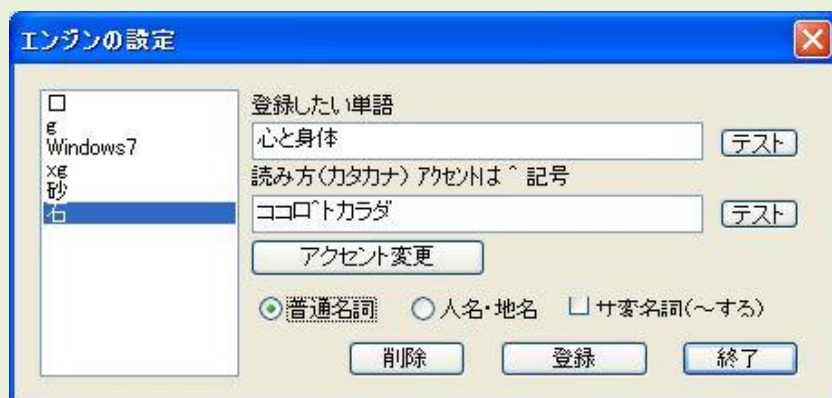 エンジンの設定
口
g
Windows7
xg
砂
石
登録したい単語
心と身体
テスト
読み方(カタカナ) アクセントは ^ 記号
ココロ^トカラダ
テスト
アクセント変更
普通名詞 人名・地名 サ変名詞(~する)
削除 登録 終了